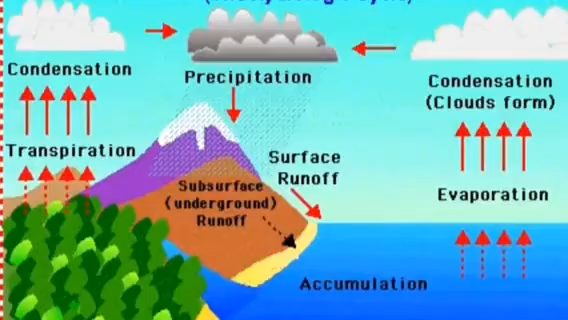 Condensation
Precipitation
Condensation
(Clouds form)
Transpiration
Surface
Runoff
Subsurface
(underground)
Runoff
Evaporation
Accumulation